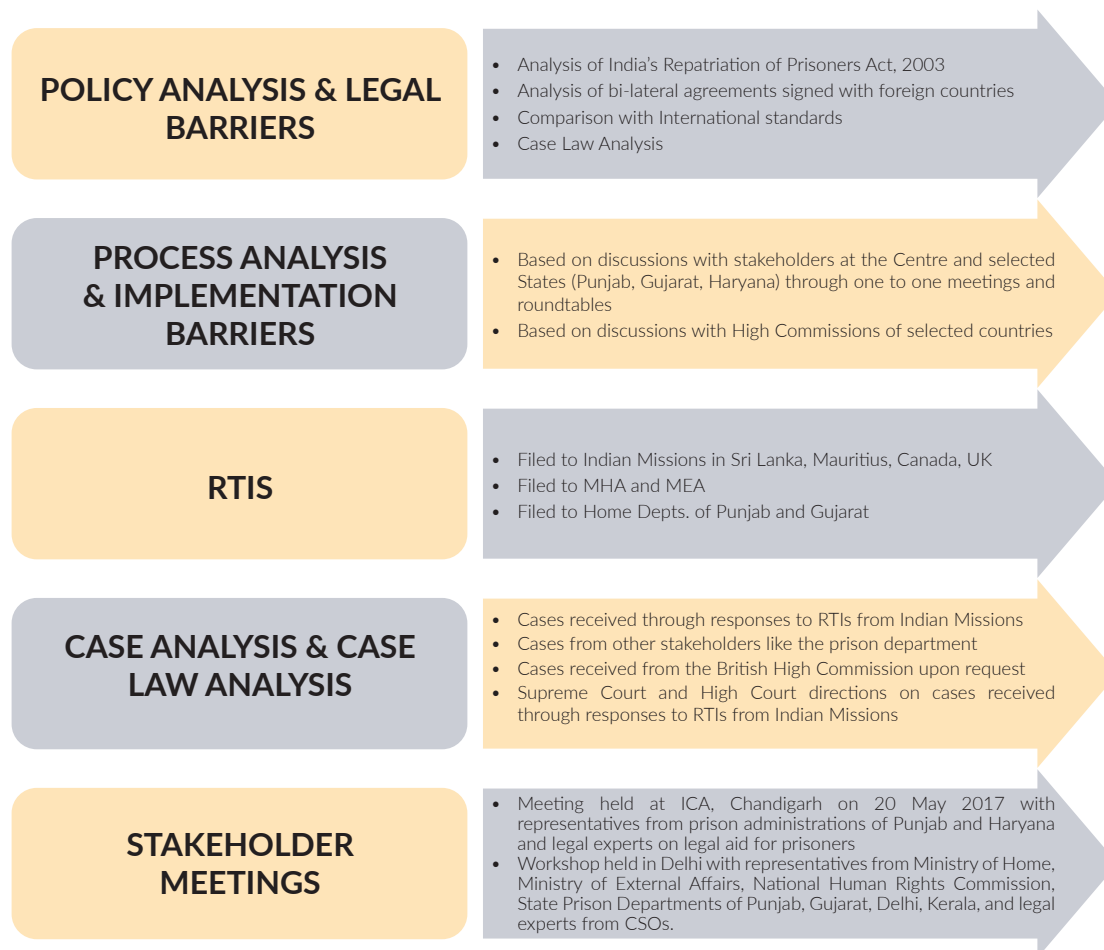 POLICY ANALYSIS & LEGAL
BARRIERS
• Analysis of India's Repatriation of Prisoners Act, 2003
• Analysis of bi-lateral agreements signed with foreign countries
• Comparison with International standards
• Case Law Analysis
PROCESS ANALYSIS
& IMPLEMENTATION
BARRIERS
• Based on discussions with stakeholders at the Centre and selected
States (Punjab, Gujarat, Haryana) through one to one meetings and
roundtables
• Based on discussions with High Commissions of selected countries
RTIS
• Filed to Indian Missions in Sri Lanka, Mauritius, Canada, UK
• Filed to MHA and MEA
• Filed to Home Depts. of Punjab and Gujarat
CASE ANALYSIS & CASE
LAW ANALYSIS
• Cases received through responses to RTIs from Indian Missions
• Cases from other stakeholders like the prison department
• Cases received from the British High Commission upon request
• Supreme Court and High Court directions on cases received
through responses to RTIs from Indian Missions
STAKEHOLDER
MEETINGS
• Meeting held at ICA, Chandigarh on 20 May 2017 with
representatives from prison administrations of Punjab and Haryana
and legal experts on legal aid for prisoners
• Workshop held in Delhi with representatives from Ministry of Home,
Ministry of External Affairs, National Human Rights Commission,
State Prison Departments of Punjab, Gujarat, Delhi, Kerala, and legal
experts from CSOs.